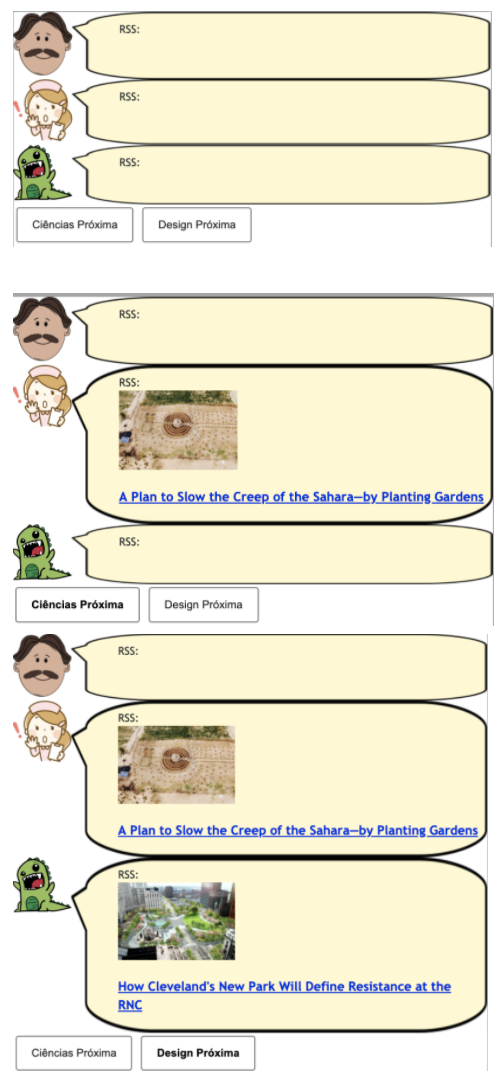 RSS:
RSS:
RSS:
Ciências Próxima Design Próxima
RSS:
RSS:
A Plan to Slow the Creep of the Sahara—by Planting Gardens
RSS:
Ciências Próxima Design Próxima
RSS:
RSS:
A Plan to Slow the Creep of the Sahara—by Planting Gardens
RSS:
How Cleveland's New Park Will Define Resistance at the
RNC
Ciências Próxima Design Próxima